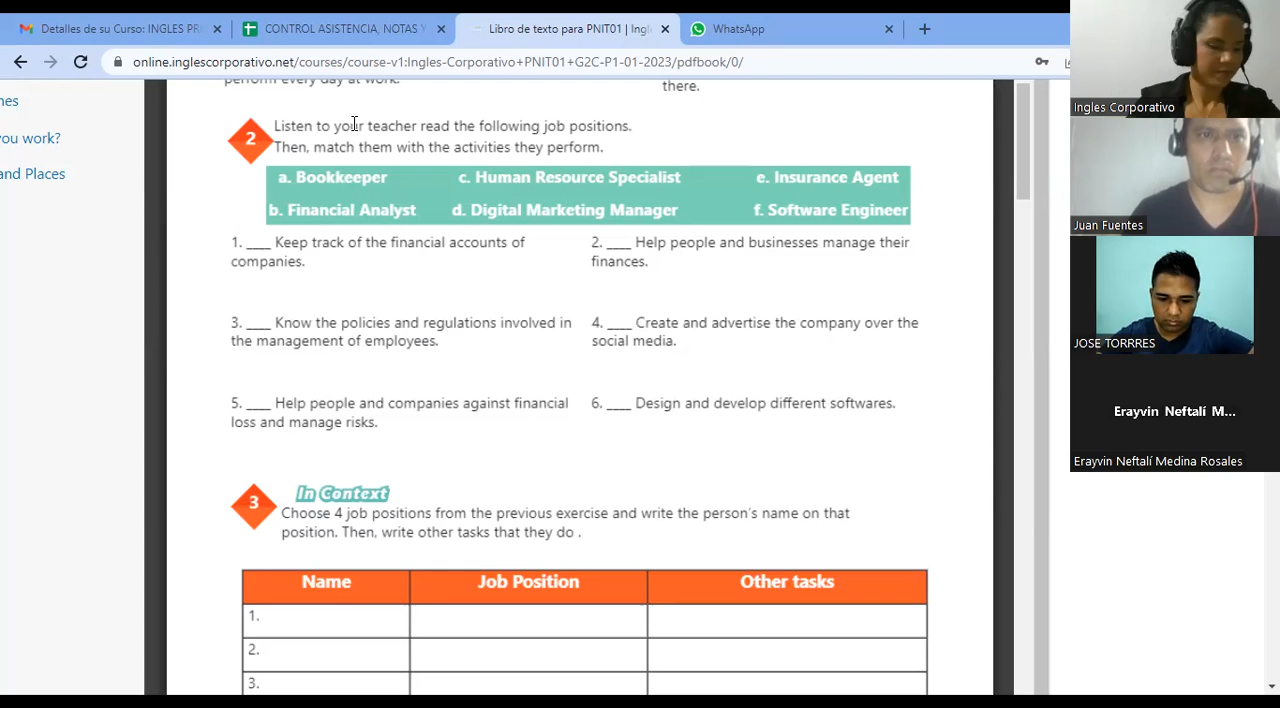 Detalles de su Curso: INGLES PR
CONTROL ASISTENCIA, NOTAS Y
Libro de texto para PNIT01 | Ingl
WhatsApp
online.inglescorporativo.net/courses/course-v1:Ingles-Corporativo+PNIT01+G2C-P1-01-2023/pdfbook/0/
nes
you work?
and Places
perform every day at work.
there.
2
Listen to your teacher read the following job positions.
Then, match them with the activities they perform.
a. Bookkeeper
c. Human Resource Specialist
e. Insurance Agent
b. Financial Analyst
d. Digital Marketing Manager
f. Software Engineer
1. ____ Keep track of the financial accounts of
companies.
2. ____ Help people and businesses manage their
finances.
3. ____ Know the policies and regulations involved in
the management of employees.
4. ____ Create and advertise the company over the
social media.
5. ____ Help people and companies against financial
loss and manage risks.
6. ____ Design and develop different softwares.
3
In Context
Choose 4 job positions from the previous exercise and write the person's name on that
position. Then, write other tasks that they do .
Name
Job Position
Other tasks
1.
2.
3.
Ingles Corporativo
Juan Fuentes
JOSE TORRRES
Erayvin Neftalí M...
Erayvin Neftalí Medina Rosales